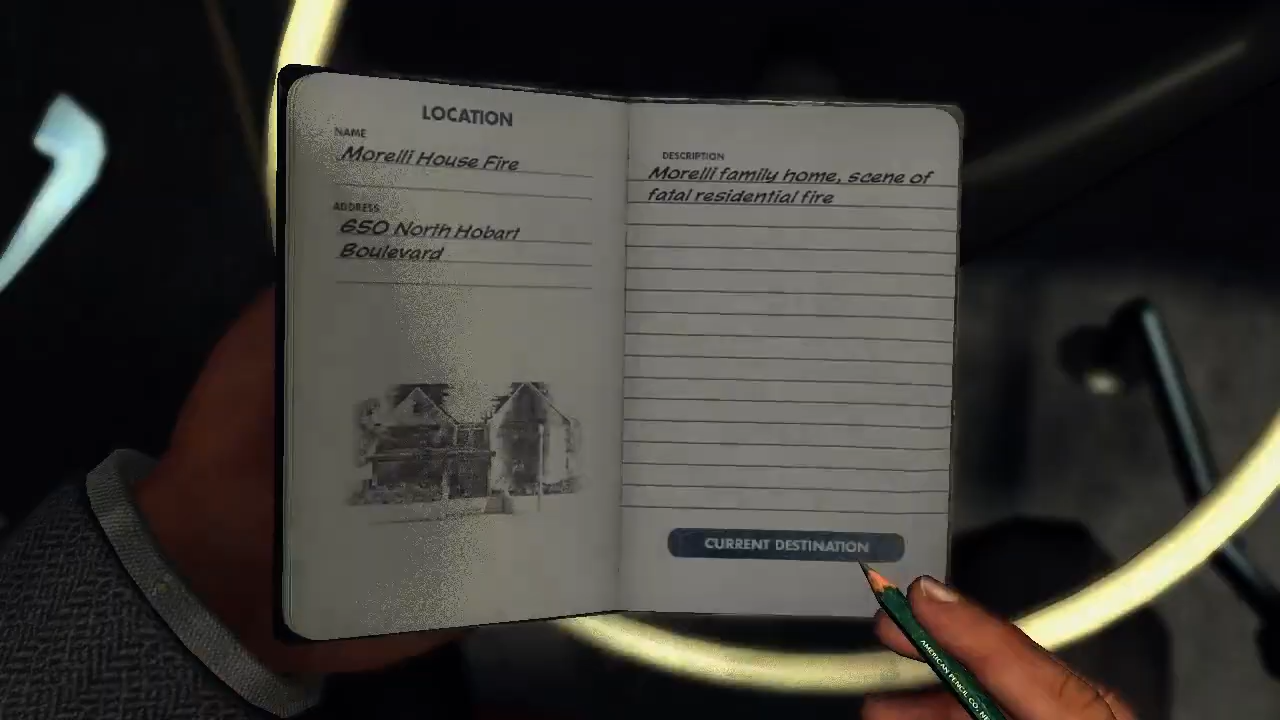 LOCATION
NAME
Morelli House Fire
ADDRESS
650 North Hobart
Boulevard
DESCRIPTION
Morelli family home, scene of
fatal residential fire
CURRENT DESTINATION
AMERICAN PENCIL CO.